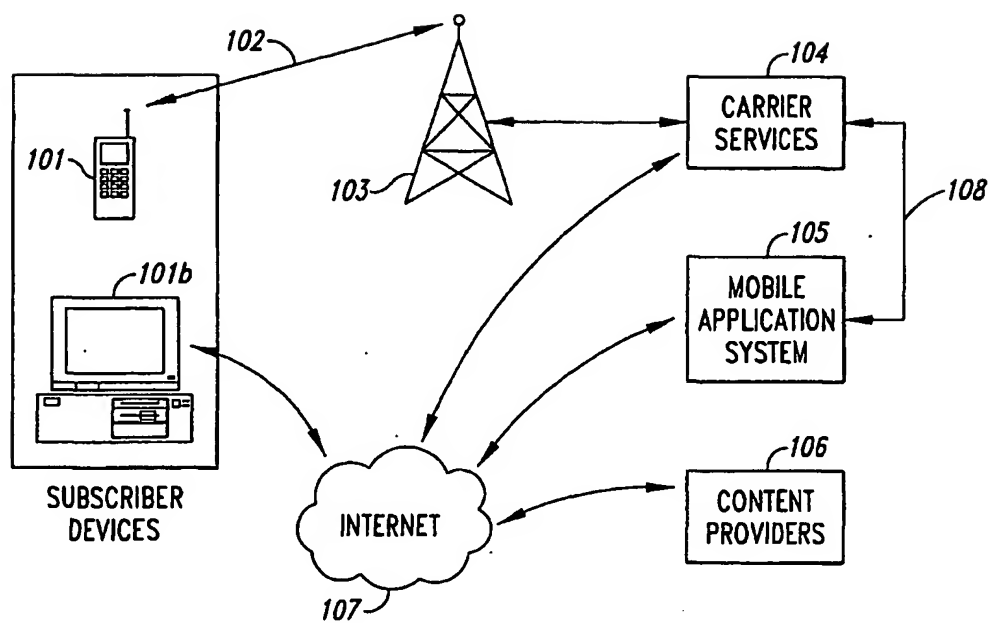 102
104
CARRIER
SERVICES
101
103
108
105
MOBILE
APPLICATION
SYSTEM
101b
106
CONTENT
PROVIDERS
SUBSCRIBER
DEVICES
INTERNET
107